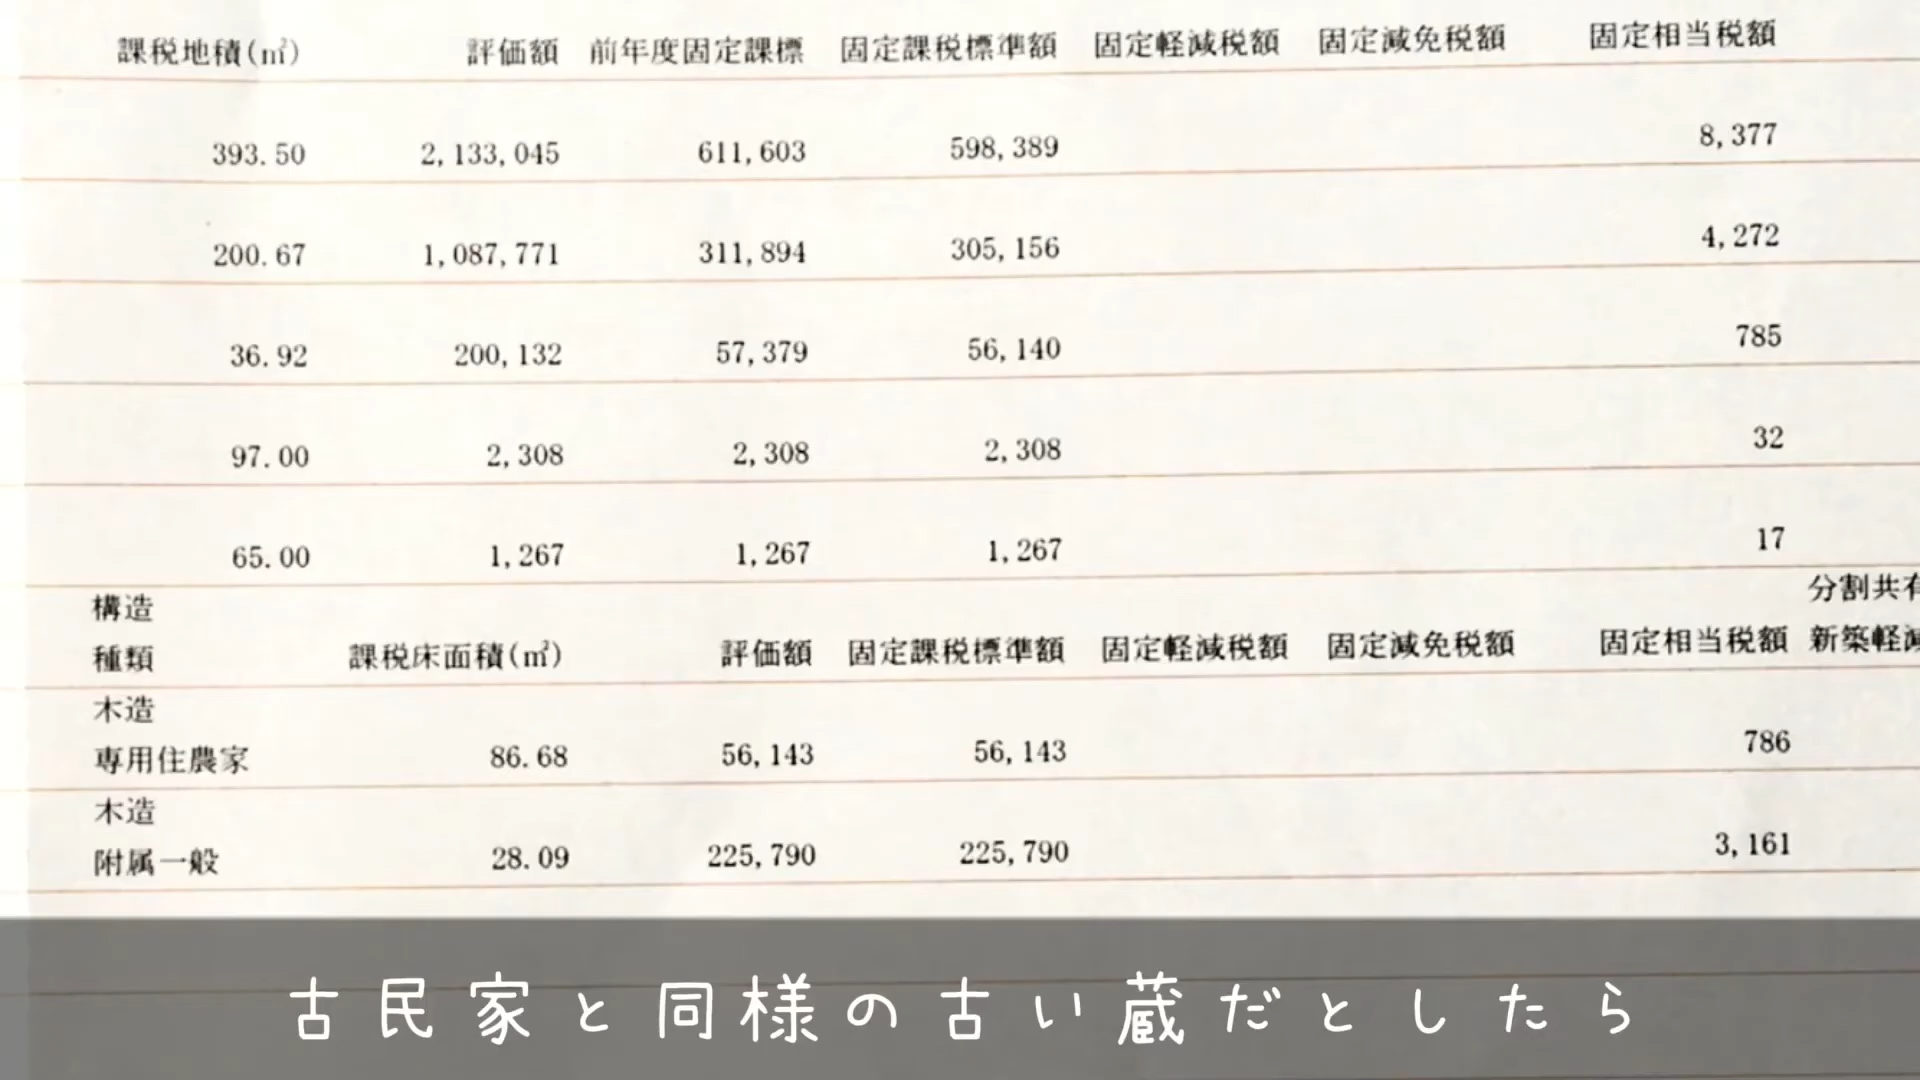 課税地積(㎡) 評価額 前年度固定課標 固定課税標準額 固定軽減税額 固定減免税額 固定相当税額
393.50 2,133,045 611,603 598,389 8,377
200.67 1,087,771 311,894 305,156 4,272
36.92 200,132 57,379 56,140 785
97.00 2,308 2,308 2,308 32
65.00 1,267 1,267 1,267 17
構造 分割共有
種類 課税床面積(㎡) 評価額 固定課税標準額 固定軽減税額 固定減免税額 固定相当税額 新築軽減
木造
専用住農家 86.68 56,143 56,143 786
木造
附属一般 28.09 225,790 225,790 3,161
古民家と同様の古い蔵だとしたら